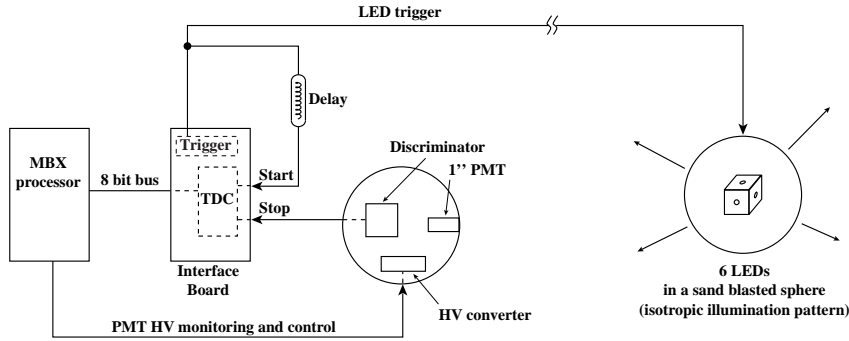 LED trigger
Delay
Trigger
Discriminator
1’’ PMT
MBX
processor
8 bit bus
Start
TDC
Stop
Interface
Board
HV converter
PMT HV monitoring and control
6 LEDs
in a sand blasted sphere
(isotropic illumination pattern)